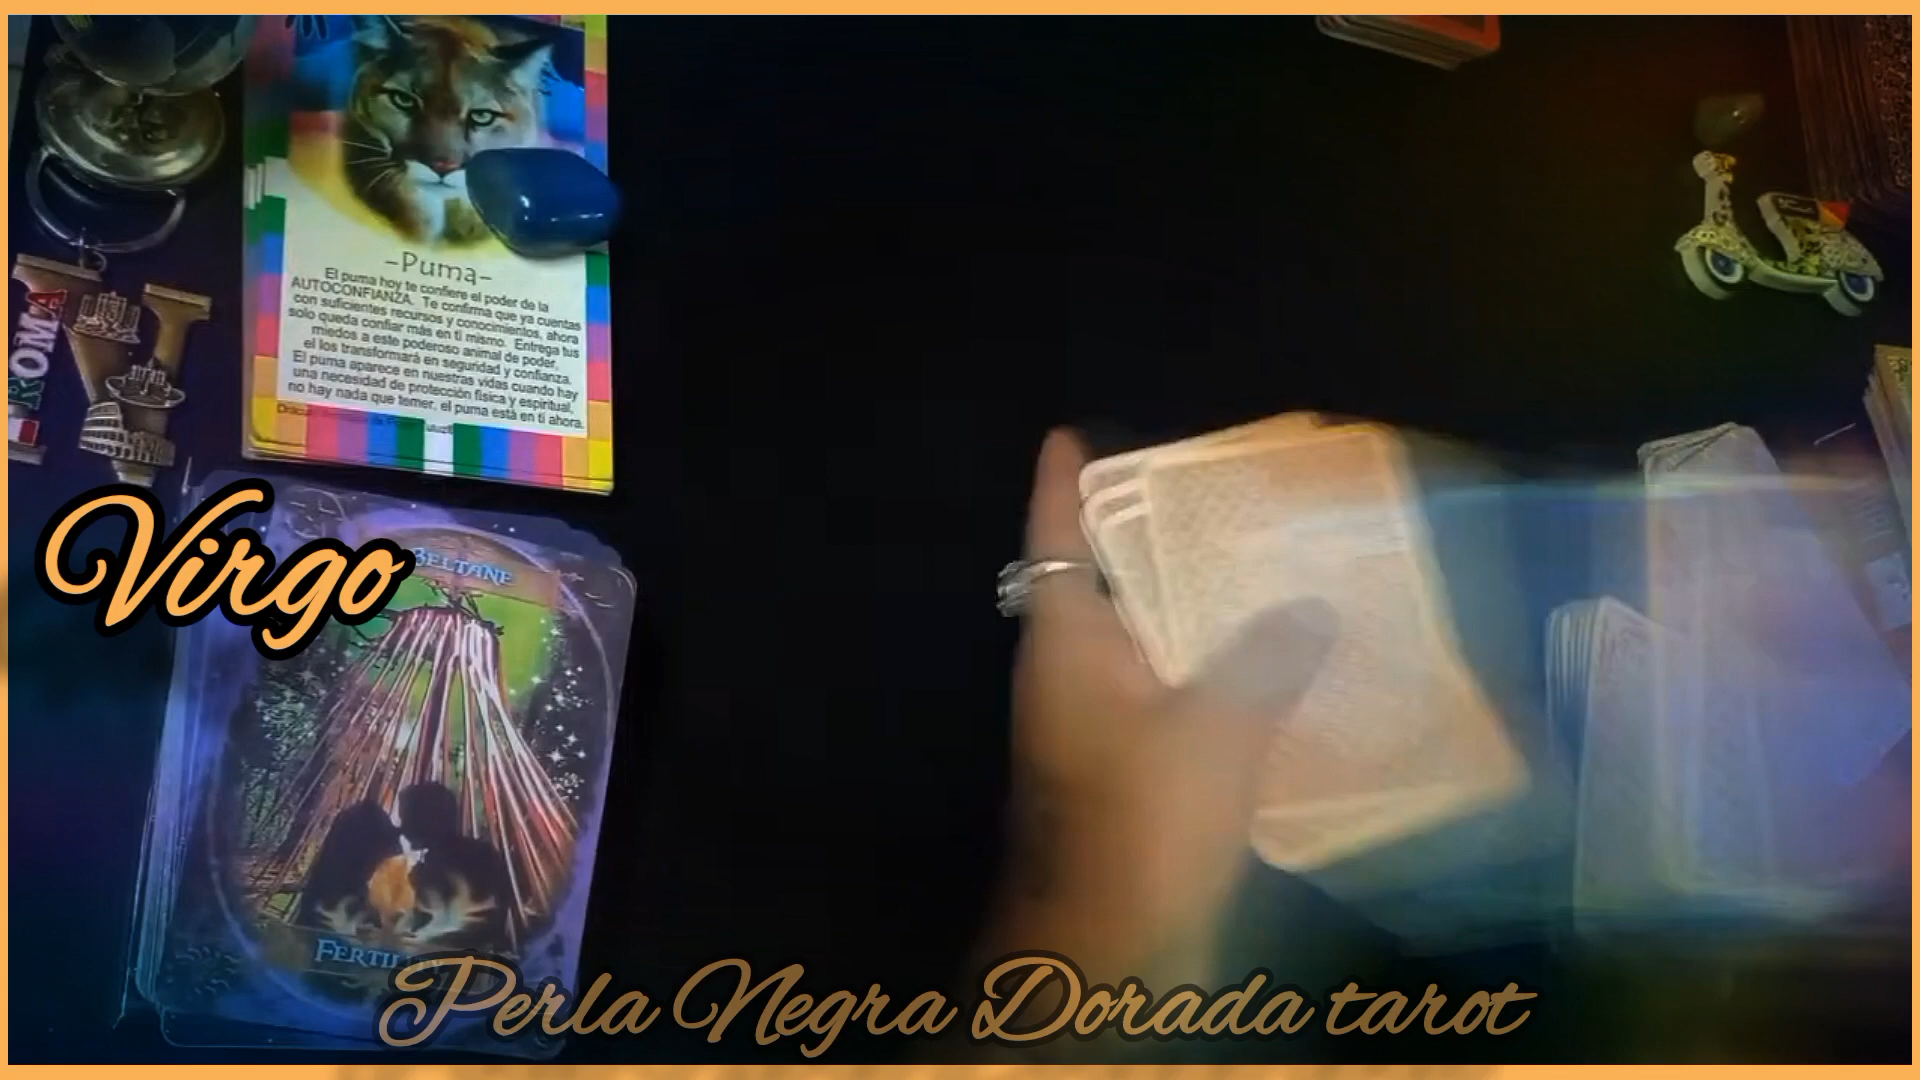 -Puma-
El puma hoy te confiere el poder de la
AUTOCONFIANZA. Te confirma que ya cuentas
con suficientes recursos y conocimientos, ahora
solo queda confiar más en ti mismo. Entrega tus
miedos a este poderoso animal de poder,
el los transformará en seguridad y confianza.
El puma aparece en nuestras vidas cuando hay
una necesidad de protección física y espiritual,
no hay nada que temer, el puma está en ti ahora.
ROMA
Virgo
BELTANE
Perla Negra Dorada tarot